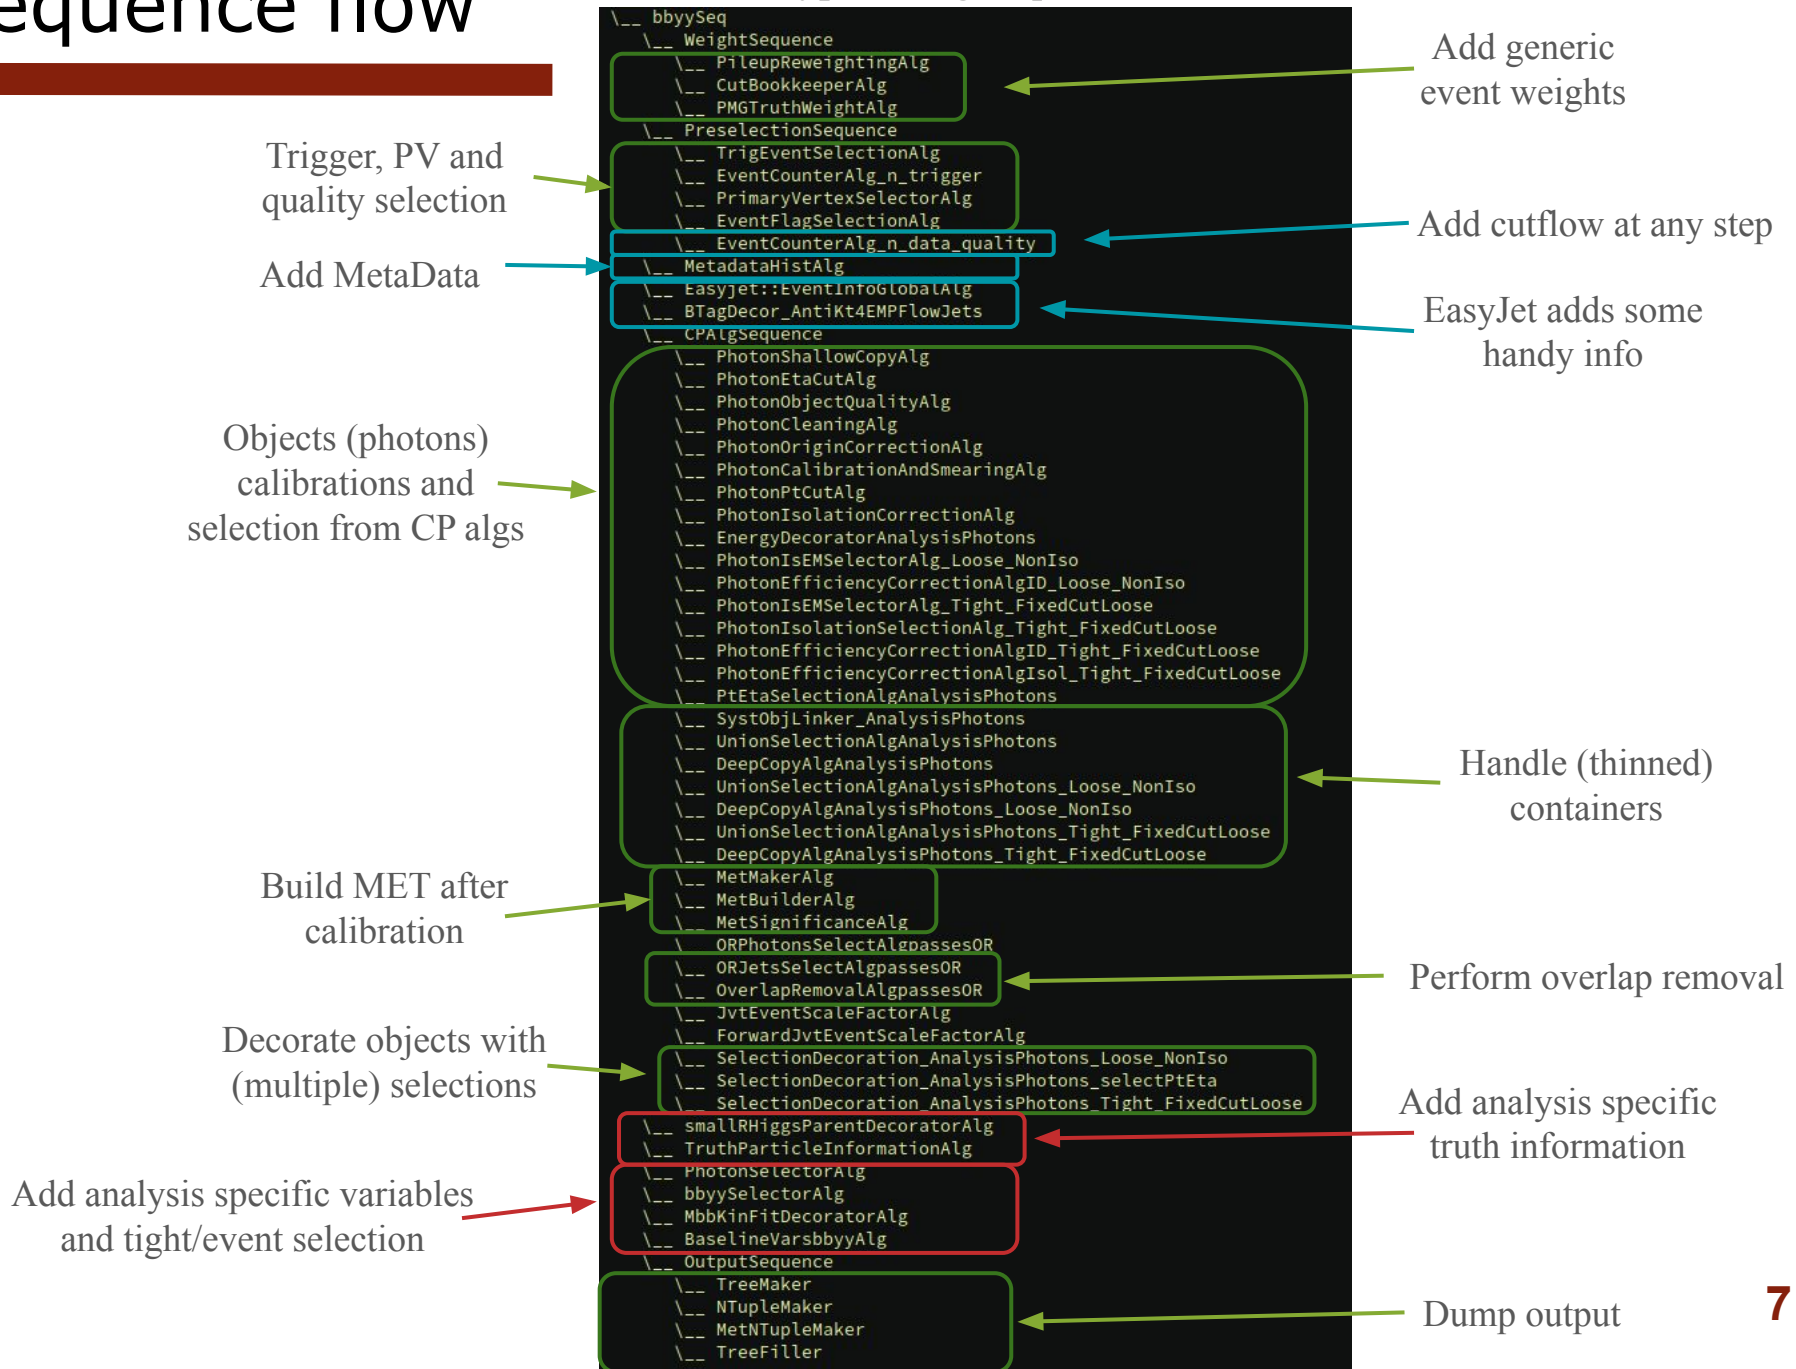 equence flow
\__ bbyySeq
\__ WeightSequence
\__ PileupReweightingAlg
\__ CutBookkeeperAlg
\__ PMGTruthWeightAlg
\__ PreselectionSequence
\__ TrigEventSelectionAlg
\__ EventCounterAlg_n_trigger
\__ PrimaryVertexSelectorAlg
\__ EventFlagSelectionAlg
\__ EventCounterAlg_n_data_quality
\__ MetadataHistAlg
\__ Easyjet::EventInfoGlobalAlg
\__ BTagDecor_AntiKt4EMPFlowJets
\__ CPAlgSequence
\__ PhotonShallowCopyAlg
\__ PhotonEtaCutAlg
\__ PhotonObjectQualityAlg
\__ PhotonCleaningAlg
\__ PhotonOriginCorrectionAlg
\__ PhotonCalibrationAndSmearingAlg
\__ PhotonPtCutAlg
\__ PhotonIsolationCorrectionAlg
\__ EnergyDecoratorAnalysisPhotons
\__ PhotonIsEMSelectorAlg_Loose_NonIso
\__ PhotonEfficiencyCorrectionAlgID_Loose_NonIso
\__ PhotonIsEMSelectorAlg_Tight_FixedCutLoose
\__ PhotonIsolationSelectionAlg_Tight_FixedCutLoose
\__ PhotonEfficiencyCorrectionAlgID_Tight_FixedCutLoose
\__ PhotonEfficiencyCorrectionAlgIsol_Tight_FixedCutLoose
\__ PtEtaSelectionAlgAnalysisPhotons
\__ SystObjLinker_AnalysisPhotons
\__ UnionSelectionAlgAnalysisPhotons
\__ DeepCopyAlgAnalysisPhotons
\__ UnionSelectionAlgAnalysisPhotons_Loose_NonIso
\__ DeepCopyAlgAnalysisPhotons_Loose_NonIso
\__ UnionSelectionAlgAnalysisPhotons_Tight_FixedCutLoose
\__ DeepCopyAlgAnalysisPhotons_Tight_FixedCutLoose
\__ MetMakerAlg
\__ MetBuilderAlg
\__ MetSignificanceAlg
\__ ORPhotonsSelectAlgpassesOR
\__ ORJetsSelectAlgpassesOR
\__ OverlapRemovalAlgpassesOR
\__ JvtEventScaleFactorAlg
\__ ForwardJvtEventScaleFactorAlg
\__ SelectionDecoration_AnalysisPhotons_Loose_NonIso
\__ SelectionDecoration_AnalysisPhotons_selectPtEta
\__ SelectionDecoration_AnalysisPhotons_Tight_FixedCutLoose
\__ smallRHiggsParentDecoratorAlg
\__ TruthParticleInformationAlg
\__ PhotonSelectorAlg
\__ bbyySelectorAlg
\__ MbbKinFitDecoratorAlg
\__ BaselineVarsbbyyAlg
\__ OutputSequence
\__ TreeMaker
\__ NTupleMaker
\__ MetNTupleMaker
\__ TreeFiller
Trigger, PV and
quality selection
Add MetaData
Objects (photons)
calibrations and
selection from CP algs
Build MET after
calibration
Decorate objects with
(multiple) selections
Add analysis specific variables
and tight/event selection
Add generic
event weights
Add cutflow at any step
EasyJet adds some
handy info
Handle (thinned)
containers
Perform overlap removal
Add analysis specific
truth information
Dump output
7